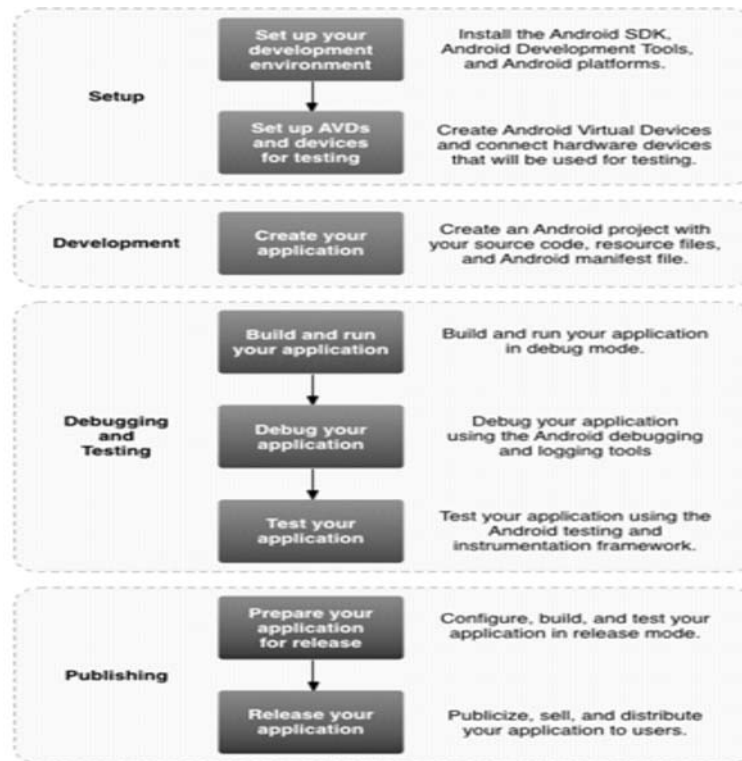 Setup
Set up your
development
environment
Install the Android SDK,
Android Development Tools,
and Android platforms.
Set up AVDs
and devices
for testing
Create Android Virtual Devices
and connect hardware devices
that will be used for testing.
Development
Create your
application
Create an Android project with
your source code, resource files,
and Android manifest file.
Debugging
and
Testing
Build and run
your application
Build and run your application
in debug mode.
Debug your
application
Debug your application
using the Android debugging
and logging tools
Test your
application
Test your application using the
Android testing and
instrumentation framework.
Publishing
Prepare your
application
for release
Configure, build, and test your
application in release mode.
Release your
application
Publicize, sell, and distribute
your application to users.